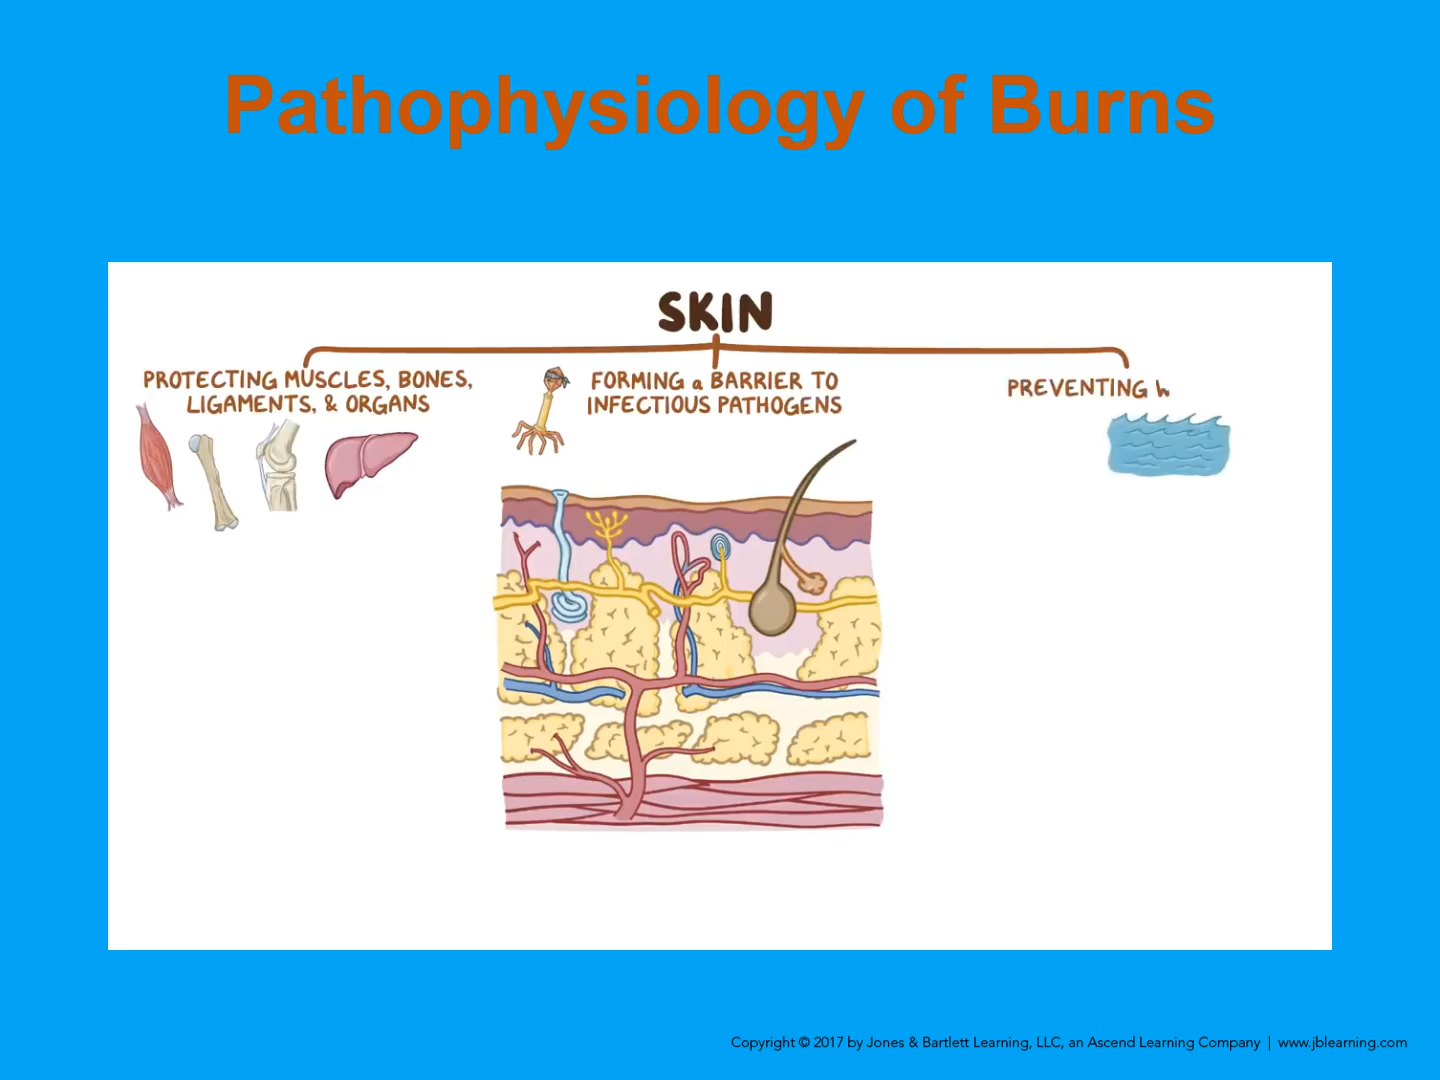 Pathophysiology of Burns
SKIN
PROTECTING MUSCLES, BONES,
LIGAMENTS, & ORGANS
FORMING a BARRIER TO
INFECTIOUS PATHOGENS
PREVENTING
Copyright © 2017 by Jones & Bartlett Learning, LLC, an Ascend Learning Company | www.jblearning.com